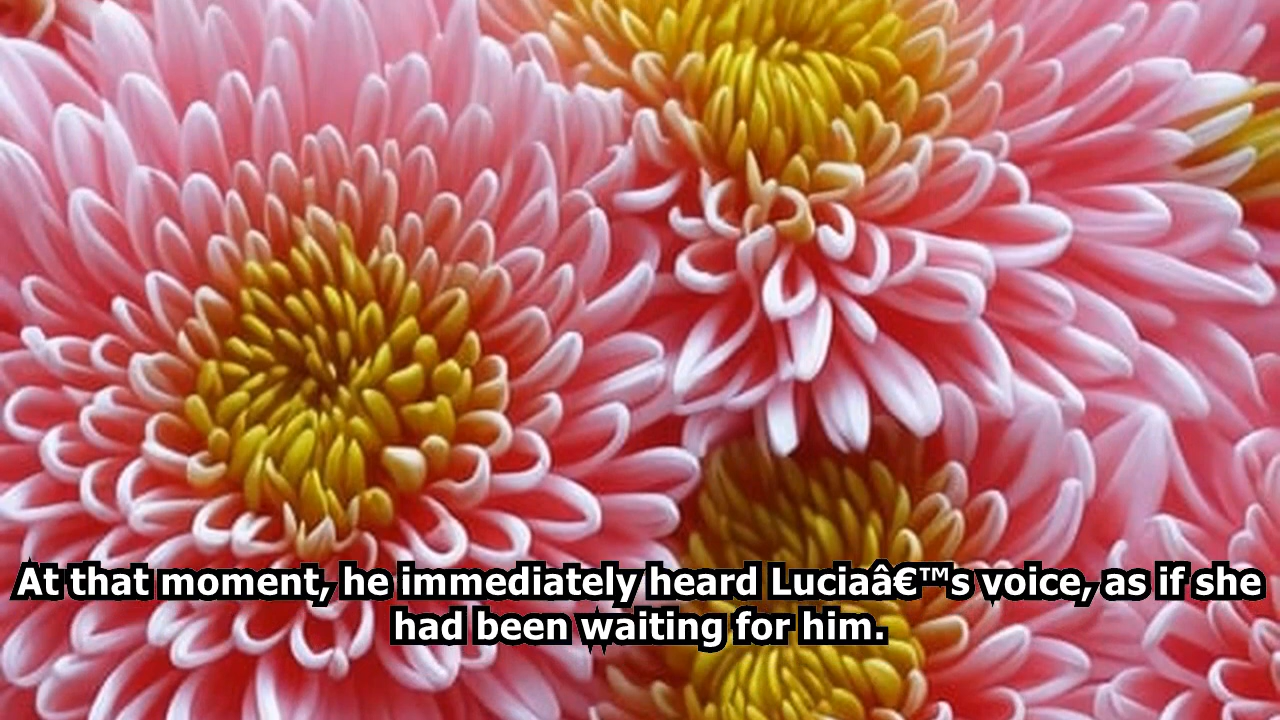 At that moment, he immediately heard Luciaâ€™s voice, as if she
had been waiting for him.